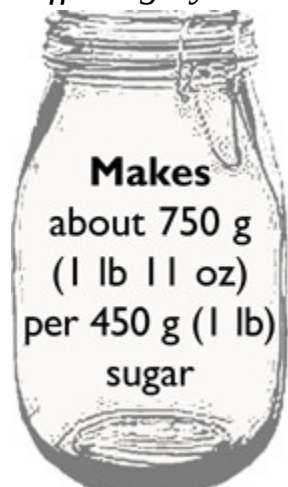 Makes
about 750 g
(1 lb 11 oz)
per 450 g (1 lb)
sugar